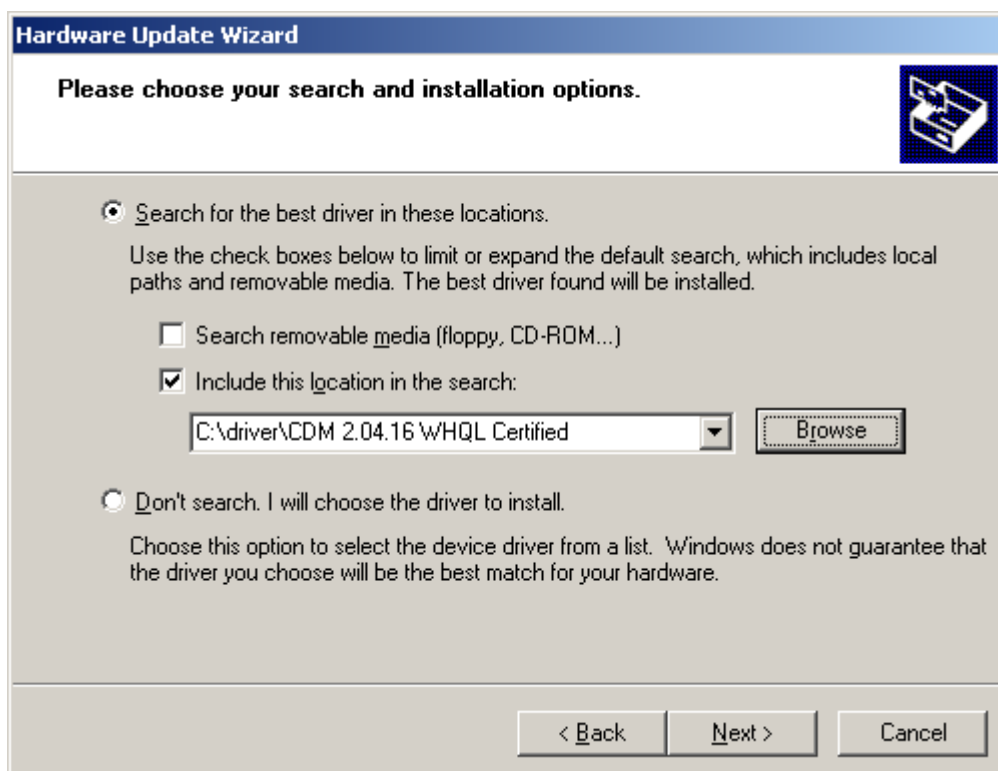 Hardware Update Wizard
Please choose your search and installation options.
Search for the best driver in these locations.
Use the check boxes below to limit or expand the default search, which includes local
paths and removable media. The best driver found will be installed.
Search removable media (floppy, CD-ROM...)
Include this location in the search:
C:\driver\CDM 2.04.16 WHQL Certified
Browse
Don't search. I will choose the driver to install.
Choose this option to select the device driver from a list.  Windows does not guarantee that
the driver you choose will be the best match for your hardware.
< Back Next > Cancel